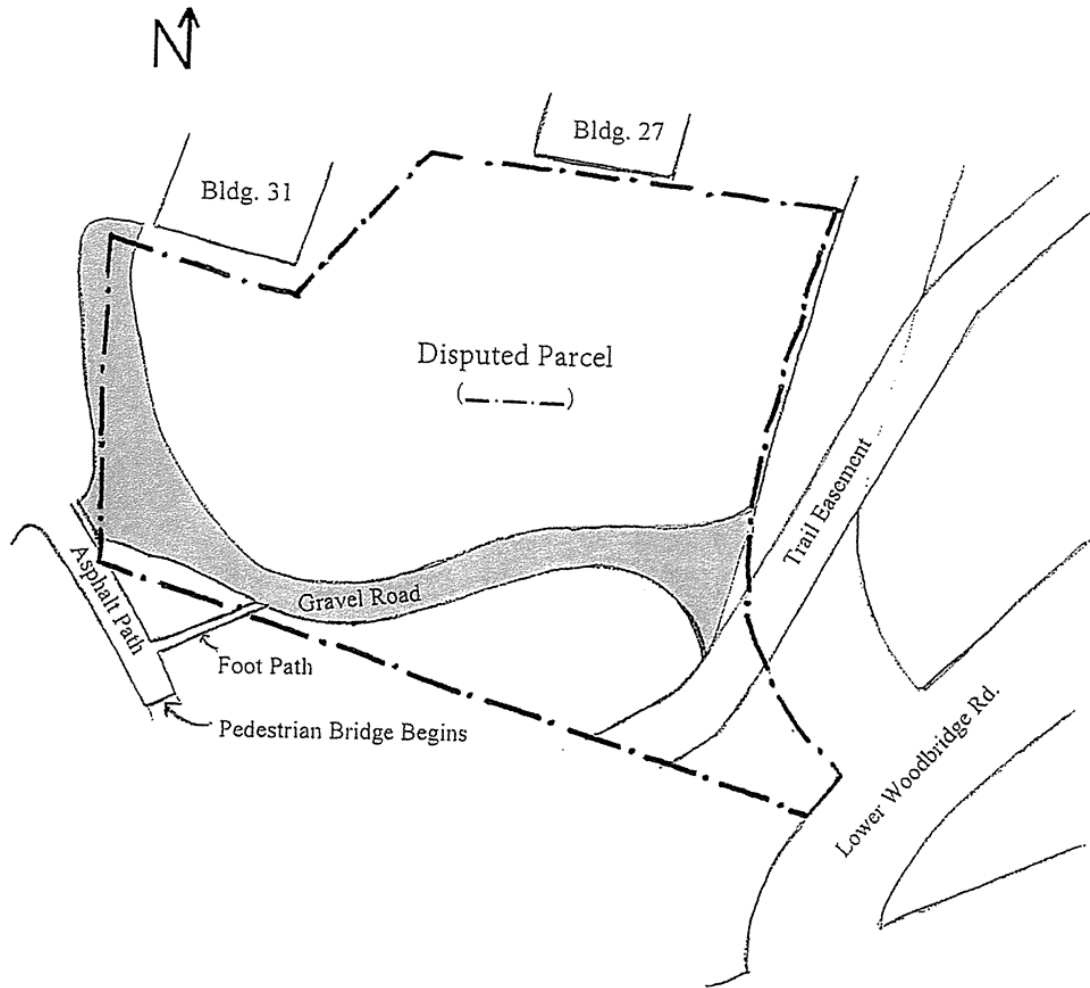 N
Bldg. 27
Bldg. 31
Disputed Parcel
(— · — · —)
Trail Easement
Gravel Road
Asphalt Path
Foot Path
Pedestrian Bridge Begins
Lower Woodbridge Rd.